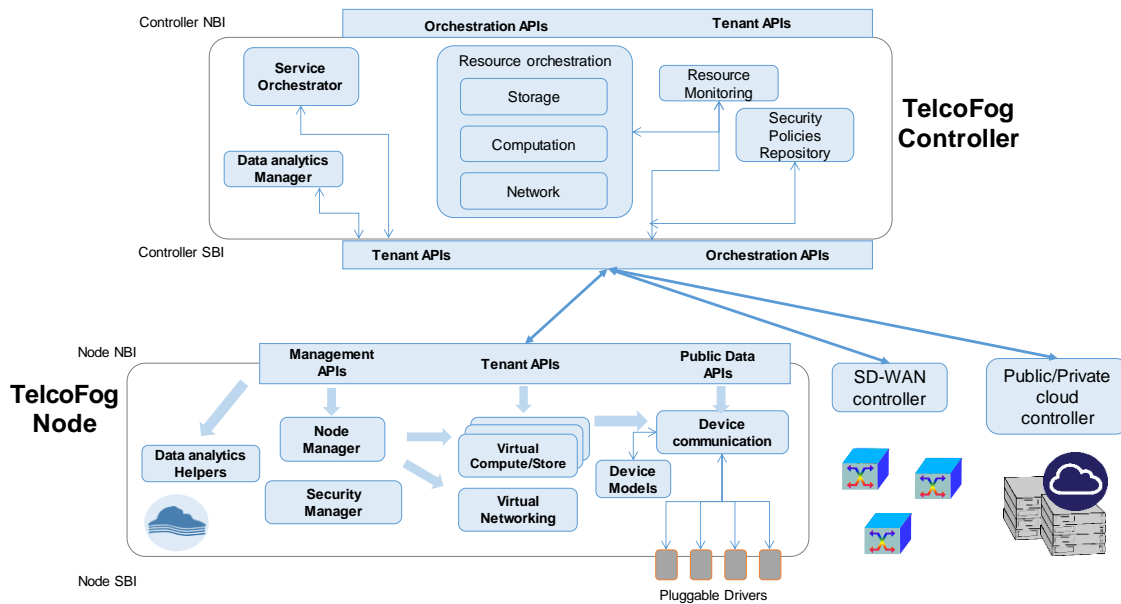 Controller NBI
Orchestration APIs
Tenant APIs
Service
Orchestrator
Resource orchestration
Storage
Computation
Network
Resource
Monitoring
Security
Policies
Repository
TelcoFog
Controller
Data analytics
Manager
Controller SBI
Tenant APIs
Orchestration APIs
Node NBI
Management
APIs
Tenant APIs
Public Data
APIs
TelcoFog
Node
SD-WAN
controller
Public/Private
cloud
controller
Data analytics
Helpers
Node
Manager
Security
Manager
Virtual
Compute/Store
Virtual
Networking
Device
communication
Device
Models
Node SBI
Pluggable Drivers